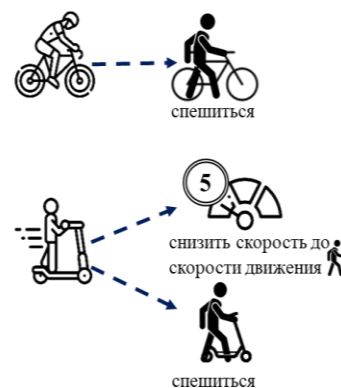 спешиться
5
снизить скорость до
скорости движения
спешиться